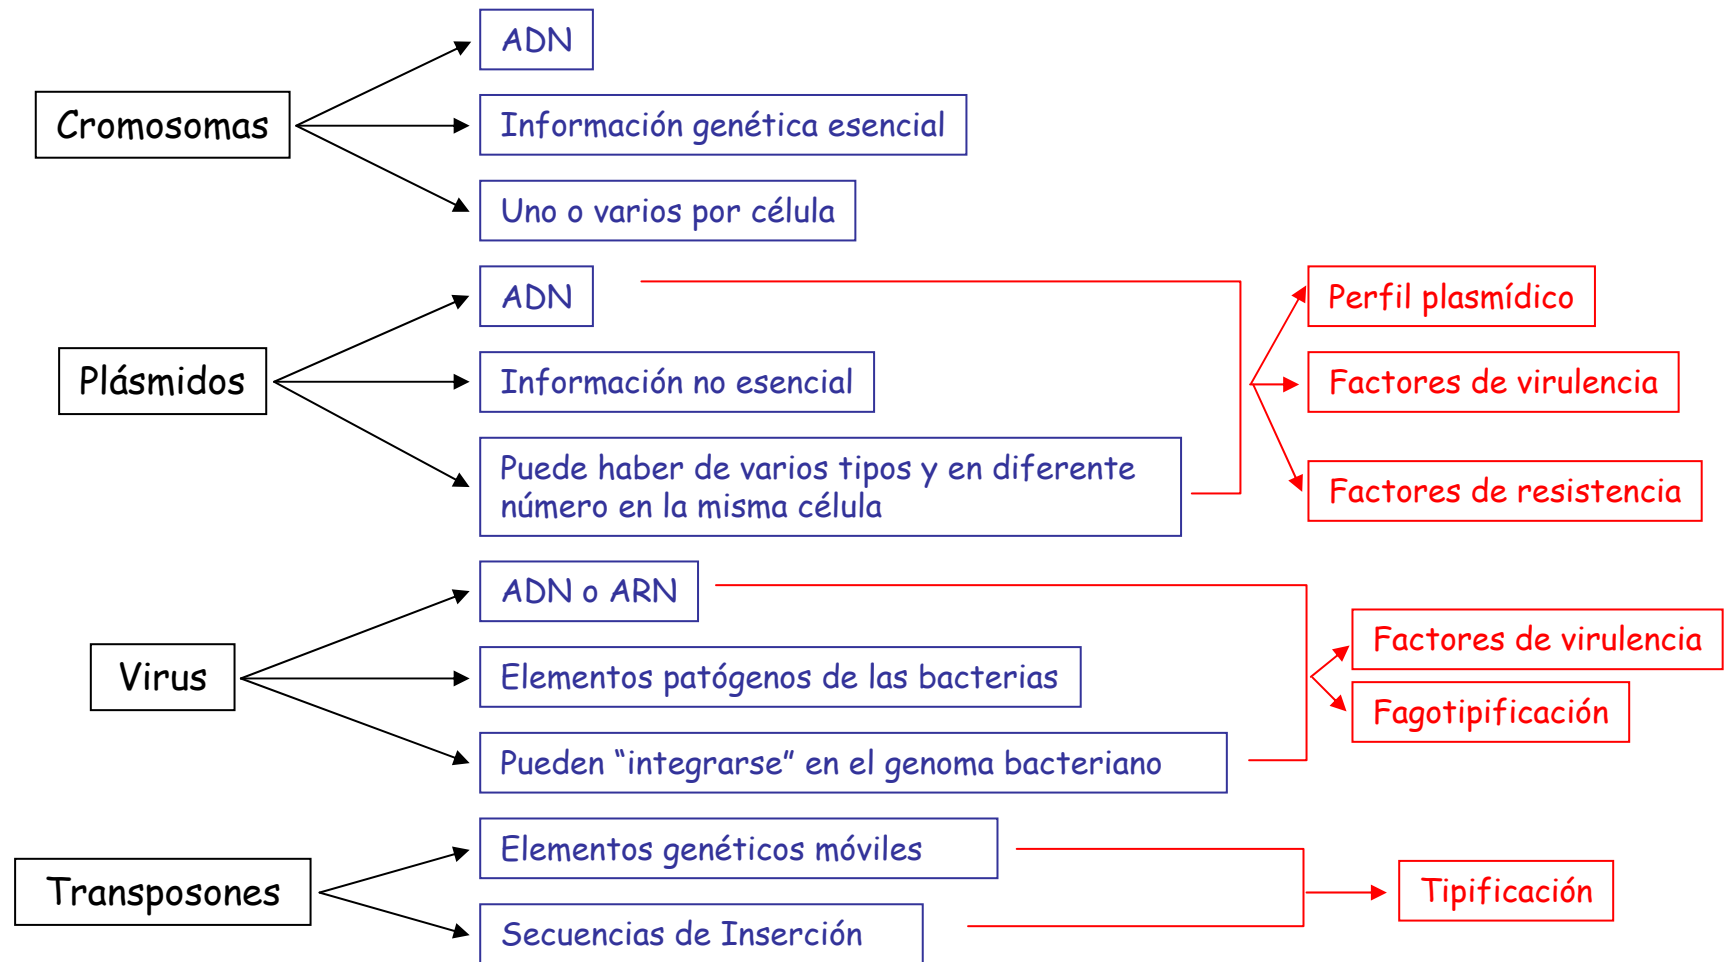 Cromosomas
ADN
Información genética esencial
Uno o varios por célula
Plásmidos
ADN
Información no esencial
Puede haber de varios tipos y en diferente
número en la misma célula
Perfil plasmídico
Factores de virulencia
Factores de resistencia
Virus
ADN o ARN
Elementos patógenos de las bacterias
Pueden “integrarse” en el genoma bacteriano
Factores de virulencia
Fagotipificación
Transposones
Elementos genéticos móviles
Secuencias de Inserción
Tipificación